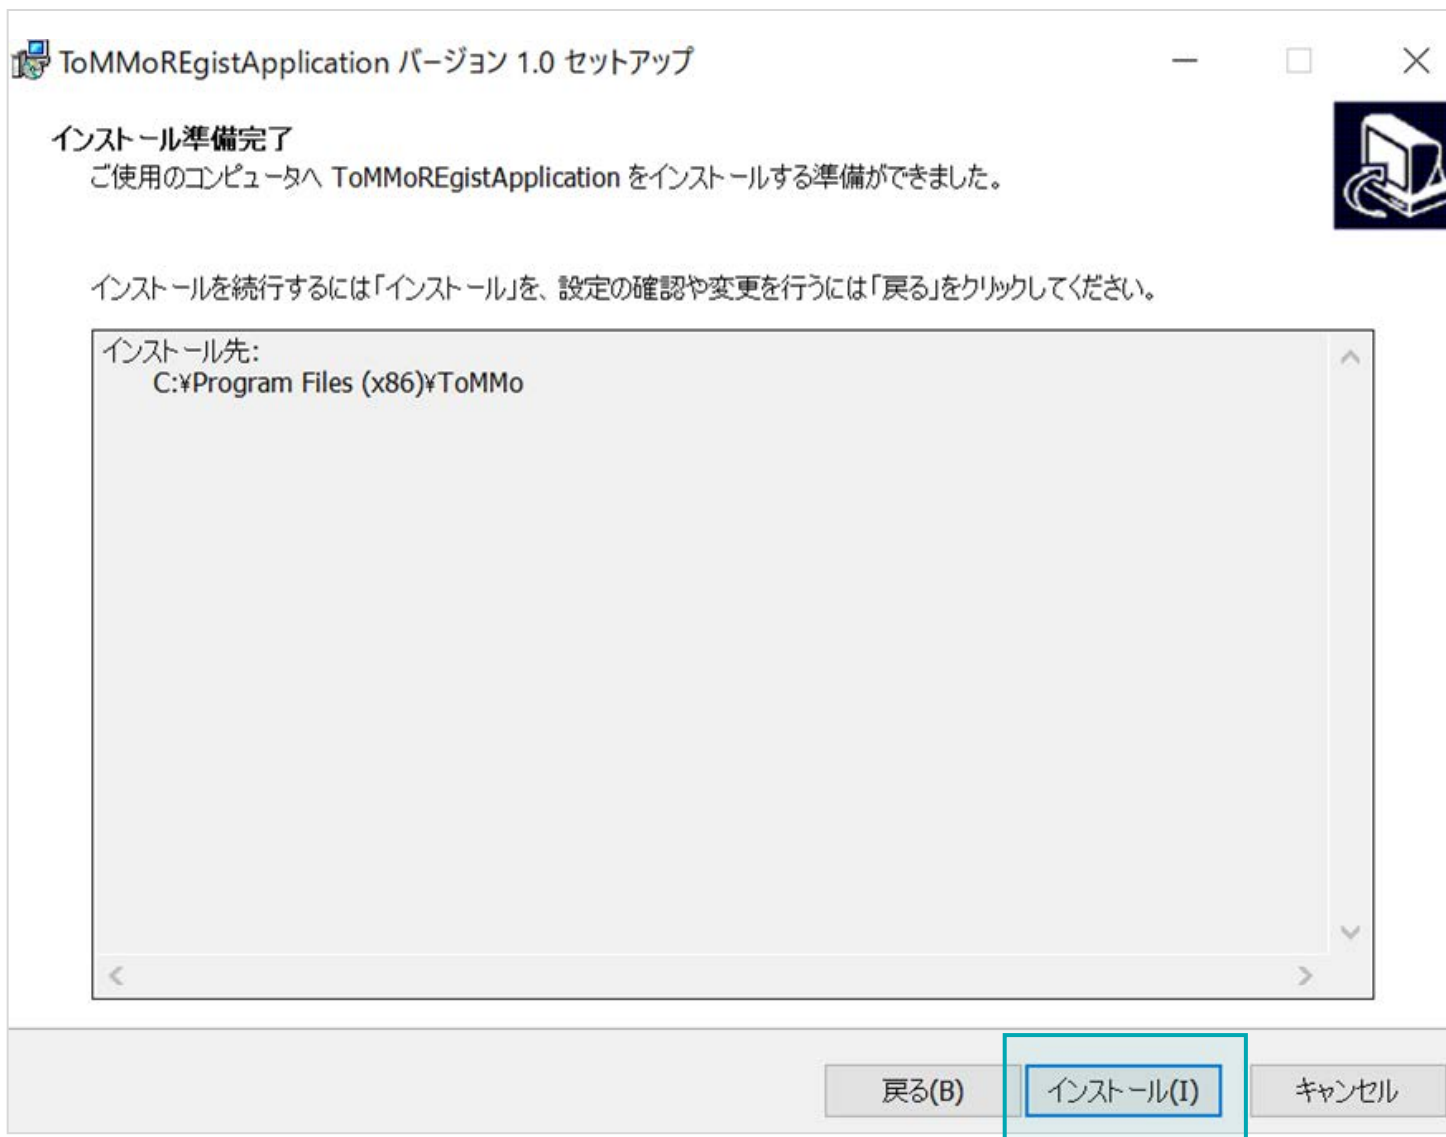 ToMMoREgistApplication バージョン 1.0 セットアップ
インストール準備完了
ご使用のコンピュータへ ToMMoREgistApplication をインストールする準備ができました。
インストールを続行するには「インストール」を、設定の確認や変更を行うには「戻る」をクリックしてください。
インストール先:
C:¥Program Files (x86)¥ToMMo
戻る(B)
インストール(I)
キャンセル